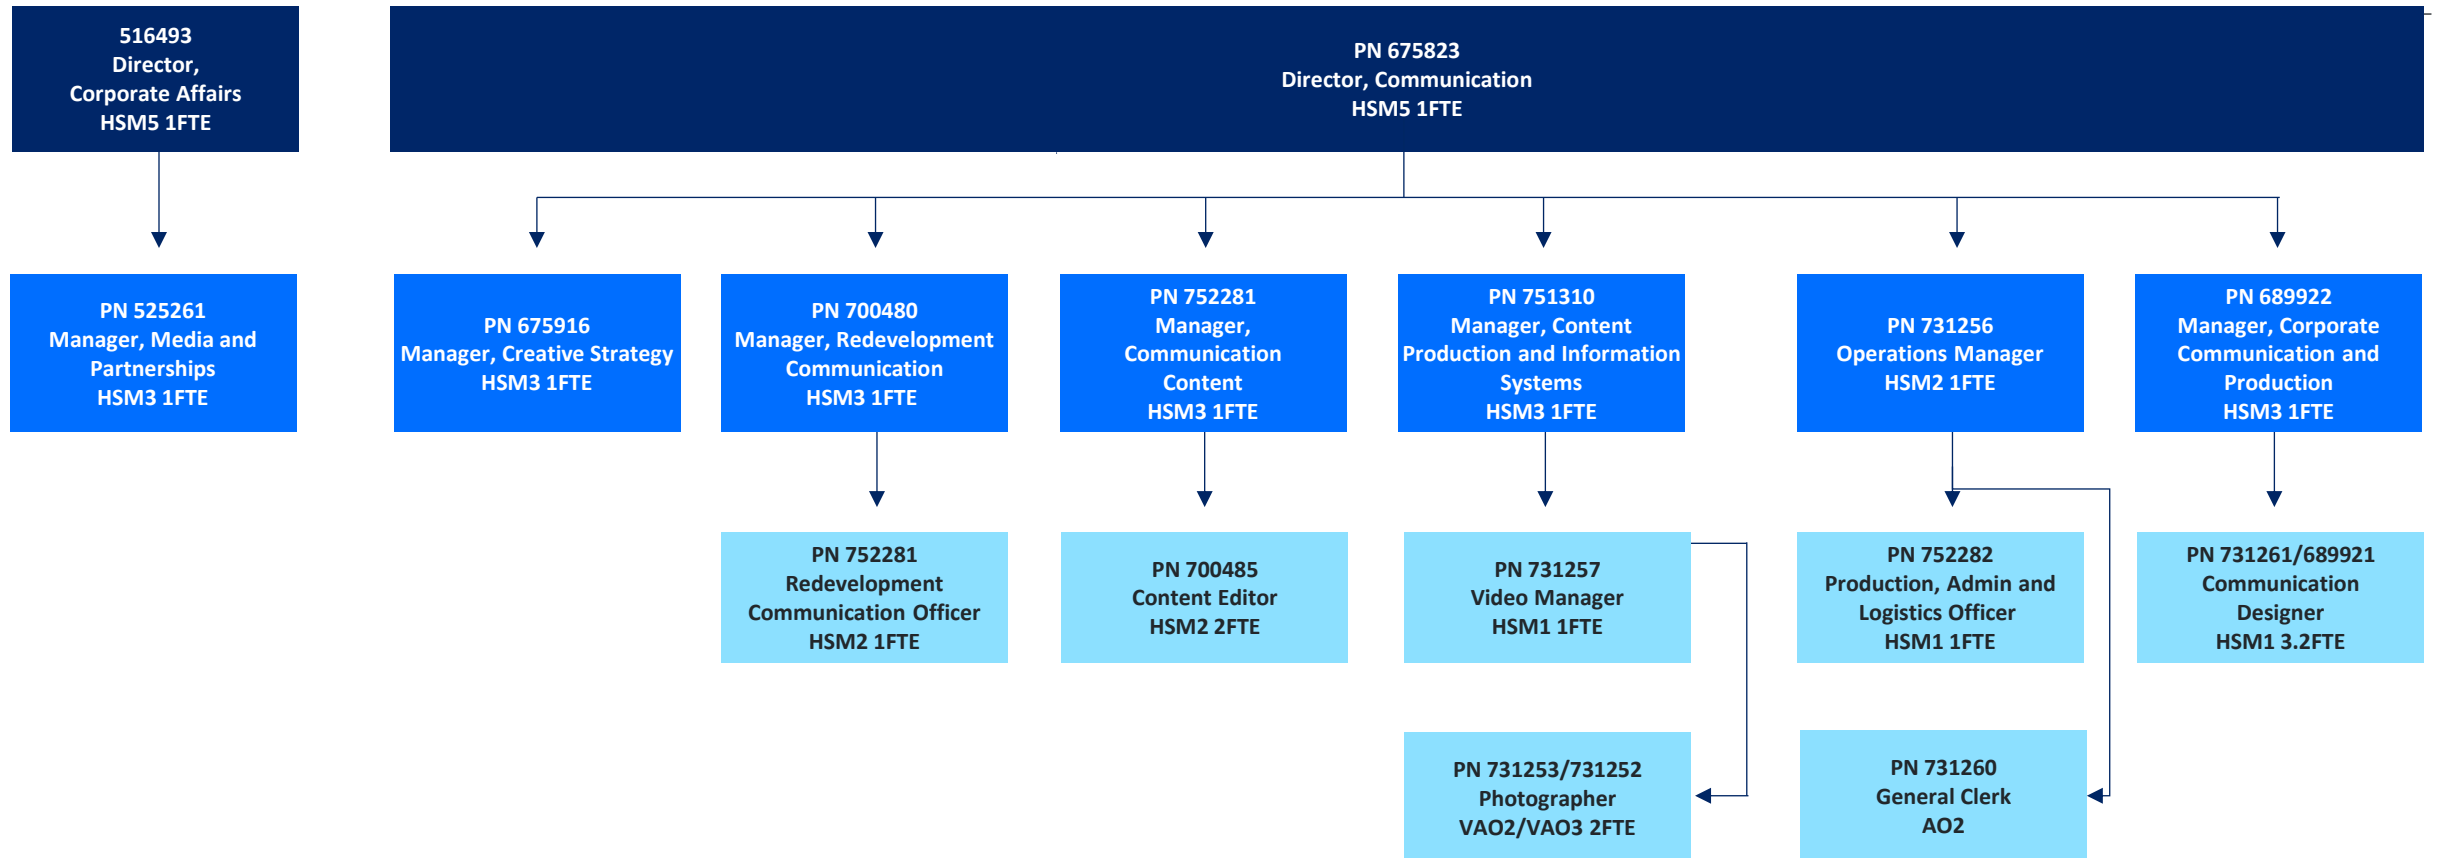 516493
Director,
Corporate Affairs
HSM5 1FTE
PN 675823
Director, Communication
HSM5 1FTE
PN 525261
Manager, Media and
Partnerships
HSM3 1FTE
PN 675916
Manager, Creative Strategy
HSM3 1FTE
PN 700480
Manager, Redevelopment
Communication
HSM3 1FTE
PN 752281
Manager,
Communication
Content
HSM3 1FTE
PN 751310
Manager, Content
Production and Information
Systems
HSM3 1FTE
PN 731256
Operations Manager
HSM2 1FTE
PN 689922
Manager, Corporate
Communication and
Production
HSM3 1FTE
PN 752281
Redevelopment
Communication Officer
HSM2 1FTE
PN 700485
Content Editor
HSM2 2FTE
PN 731257
Video Manager
HSM1 1FTE
PN 752282
Production, Admin and
Logistics Officer
HSM1 1FTE
PN 731261/689921
Communication
Designer
HSM1 3.2FTE
PN 731253/731252
Photographer
VAO2/VAO3 2FTE
PN 731260
General Clerk
AO2